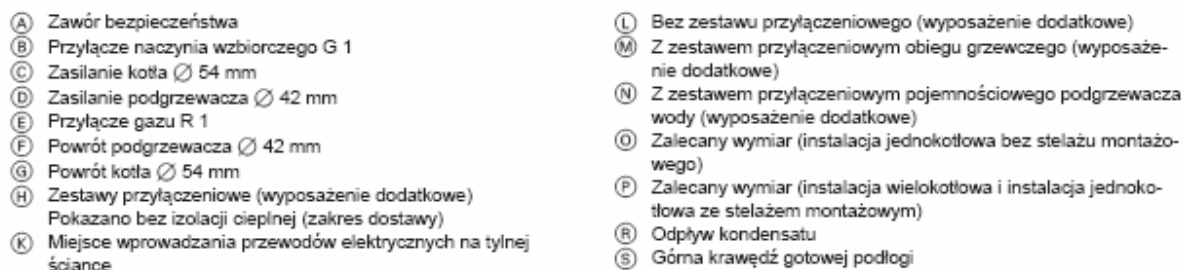 Ⓐ Zawór bezpieczeństwa
Ⓑ Przyłącze naczynia wzbiorczego G 1
Ⓒ Zasilanie kotła ∅ 54 mm
Ⓓ Zasilanie podgrzewacza ∅ 42 mm
Ⓔ Przyłącze gazu R 1
Ⓕ Powrót podgrzewacza ∅ 42 mm
Ⓖ Powrót kotła ∅ 54 mm
Ⓗ Zestawy przyłączeniowe (wyposażenie dodatkowe)
Pokazano bez izolacji cieplnej (zakres dostawy)
Ⓚ Miejsce wprowadzania przewodów elektrycznych na tylnej
ściance
Ⓛ Bez zestawu przyłączeniowego (wyposażenie dodatkowe)
Ⓜ Z zestawem przyłączeniowym obiegu grzewczego (wyposaże-
nie dodatkowe)
Ⓝ Z zestawem przyłączeniowym pojemnościowego podgrzewacza
wody (wyposażenie dodatkowe)
Ⓞ Zalecany wymiar (instalacja jednokotłowa bez stelażu montażo-
wego)
Ⓟ Zalecany wymiar (instalacja wielokotłowa i instalacja jednoko-
tłowa ze stelażem montażowym)
Ⓡ Odpływ kondensatu
Ⓢ Górna krawędź gotowej podłogi